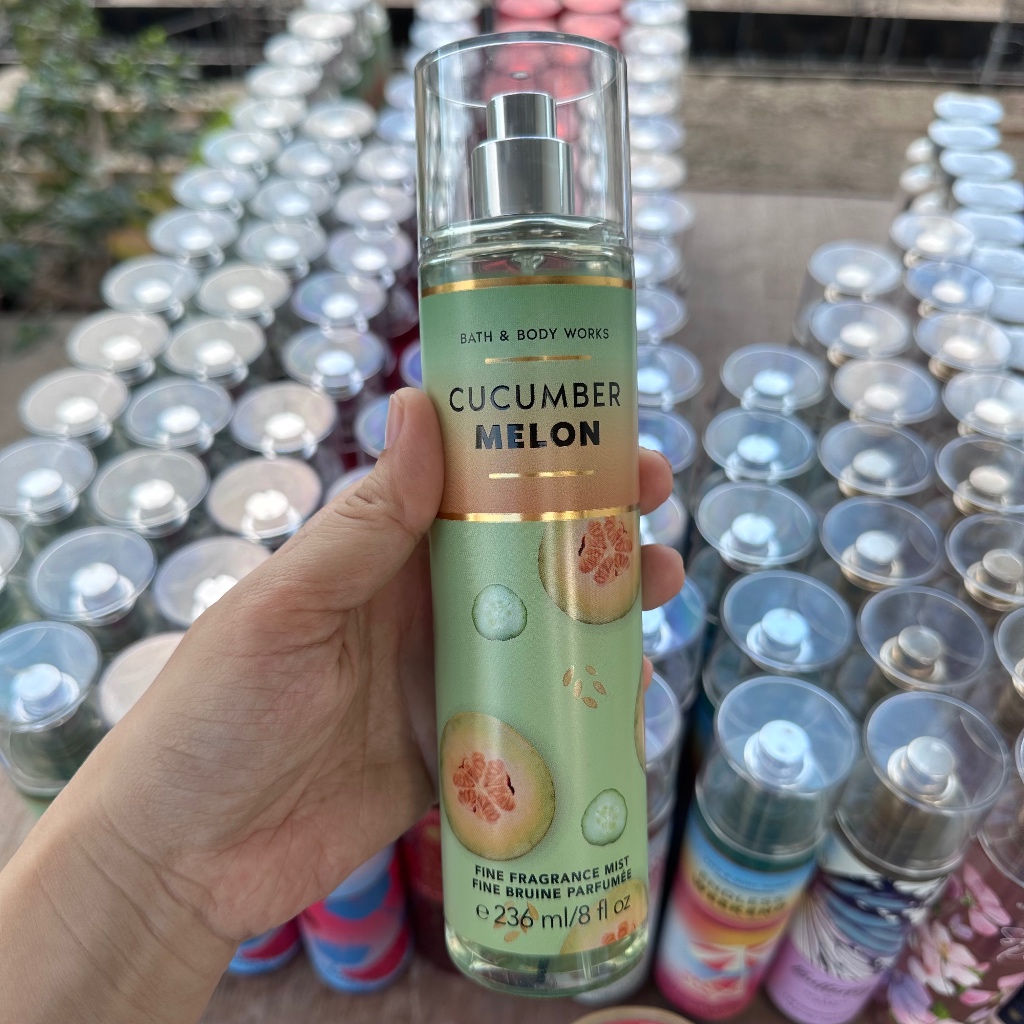 BATH & BODY WORKS
CUCUMBER
MELON
FINE FRAGRANCE MIST
FINE BRUINE PARFUMÉE
℮ 236 ml/8 fl oz